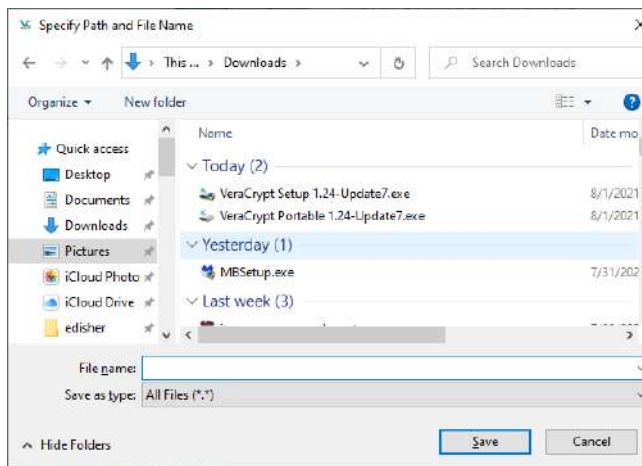 Specify Path and File Name
This ... › Downloads ›
Search Downloads
Organize
New folder
Name
Date mo
Quick access
Desktop
Documents
Downloads
Pictures
iCloud Photo
iCloud Drive
edisher
Today (2)
VeraCrypt Setup 1.24-Update7.exe
8/1/2021
VeraCrypt Portable 1.24-Update7.exe
8/1/2021
Yesterday (1)
MBSetup.exe
7/31/202
Last week (3)
File name:
Save as type: All Files (*.*)
Hide Folders
Save
Cancel